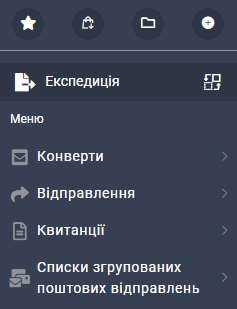 Експедиція
Меню
Конверти
Відправлення
Квитанції
Списки згрупованих
поштових відправлень